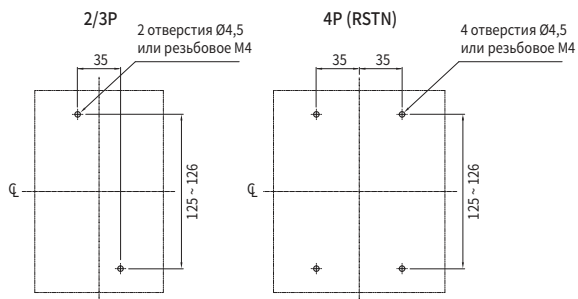 2/3P
2 отверстия Ø4,5
или резьбовое M4
35
125 ~ 126
℄
4P (RSTN)
4 отверстия Ø4,5
или резьбовое M4
35
35
125 ~ 126
℄